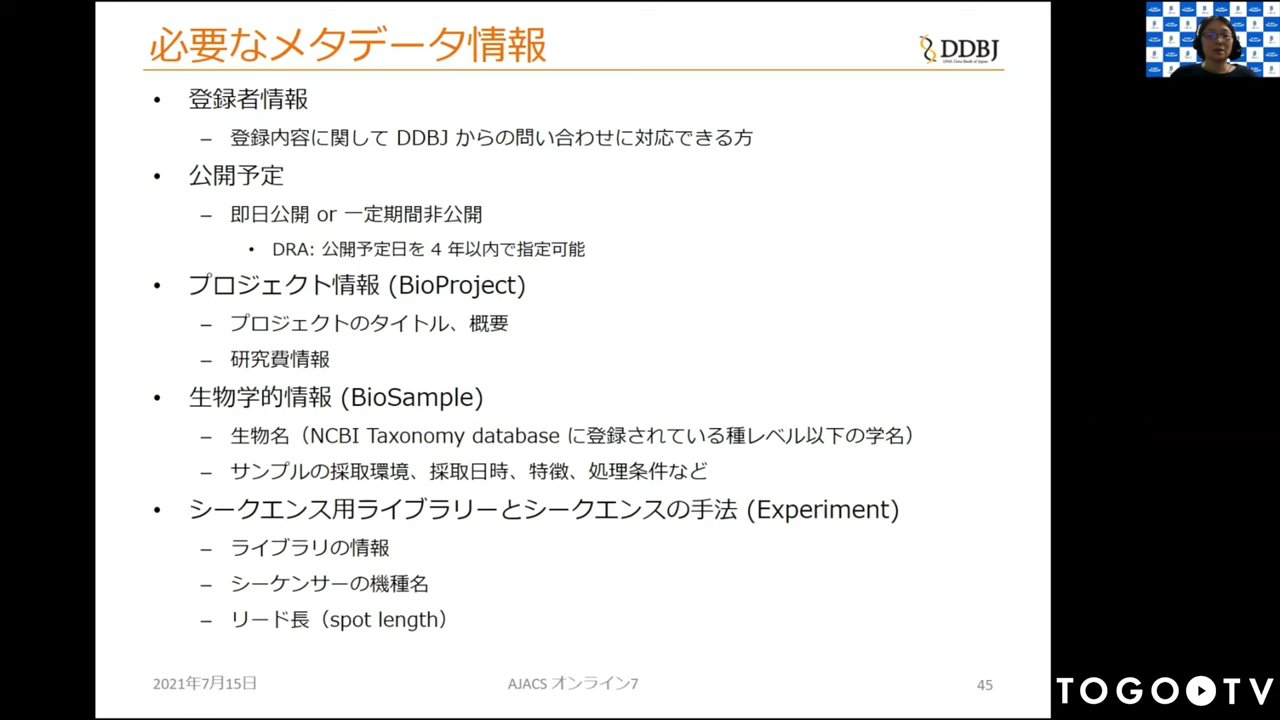 必要なメタデータ情報
DDBJ
DNA Data Bank of Japan
• 登録者情報
– 登録内容に関して DDBJ からの問い合わせに対応できる方
• 公開予定
– 即日公開 or 一定期間非公開
• DRA: 公開予定日を 4 年以内で指定可能
• プロジェクト情報 (BioProject)
– プロジェクトのタイトル、概要
– 研究費情報
• 生物学的情報 (BioSample)
– 生物名（NCBI Taxonomy database に登録されている種レベル以下の学名）
– サンプルの採取環境、採取日時、特徴、処理条件など
• シークエンス用ライブラリーとシークエンスの手法 (Experiment)
– ライブラリの情報
– シーケンサーの機種名
– リード長（spot length）
2021年7月15日
AJACS オンライン7
45
TOGO TV